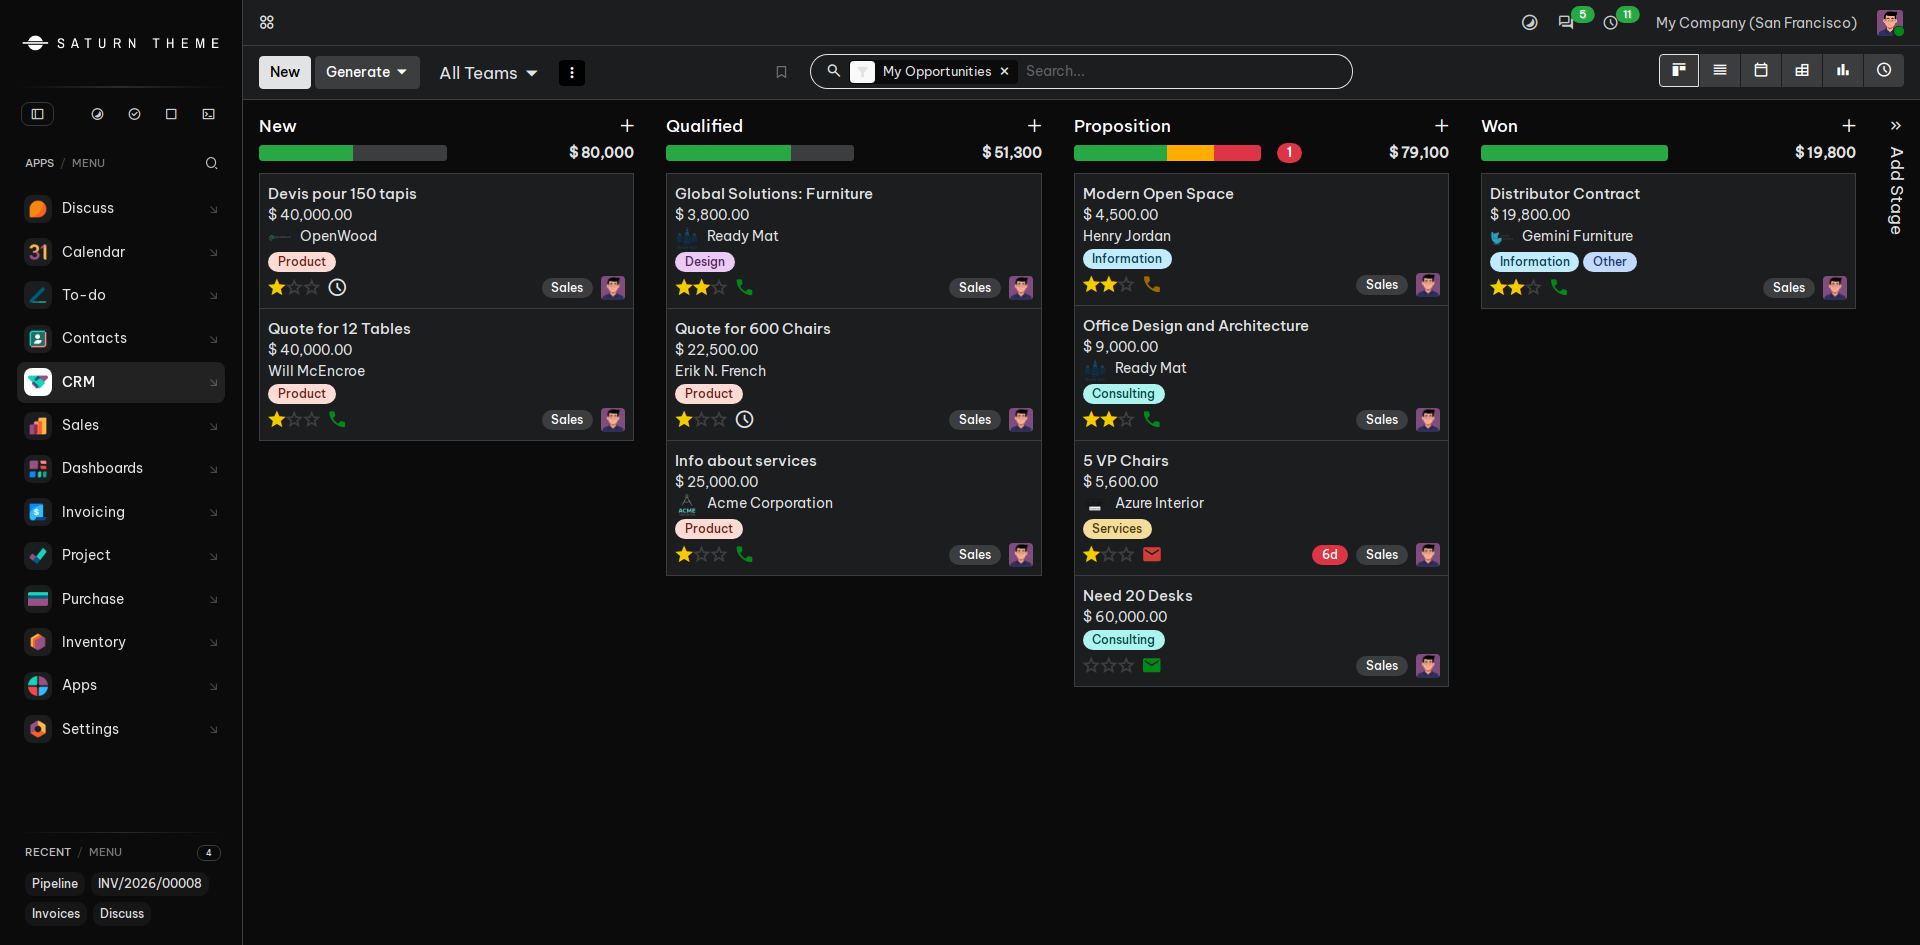 SATURN THEME
APPS / MENU
Discuss
31
Calendar
To-do
Contacts
CRM
Sales
Dashboards
$
Invoicing
Project
Purchase
Inventory
Apps
Settings
RECENT / MENU
4
Pipeline
INV/2026/00008
Invoices
Discuss
5
11
My Company (San Francisco)
New
Generate
All Teams
My Opportunities ×
Search...
New
$ 80,000
Devis pour 150 tapis
$ 40,000.00
OpenWood
Product
Sales
Quote for 12 Tables
$ 40,000.00
Will McEncroe
Product
Sales
Qualified
$ 51,300
Global Solutions: Furniture
$ 3,800.00
Ready Mat
Design
Sales
Quote for 600 Chairs
$ 22,500.00
Erik N. French
Product
Sales
Info about services
$ 25,000.00
ACME
Acme Corporation
Product
Sales
Proposition
1
$ 79,100
Modern Open Space
$ 4,500.00
Henry Jordan
Information
Sales
Office Design and Architecture
$ 9,000.00
Ready Mat
Consulting
Sales
5 VP Chairs
$ 5,600.00
Azure Interior
Services
6d
Sales
Need 20 Desks
$ 60,000.00
Consulting
Sales
Won
$ 19,800
Distributor Contract
$ 19,800.00
Gemini Furniture
Information
Other
Sales
Add Stage